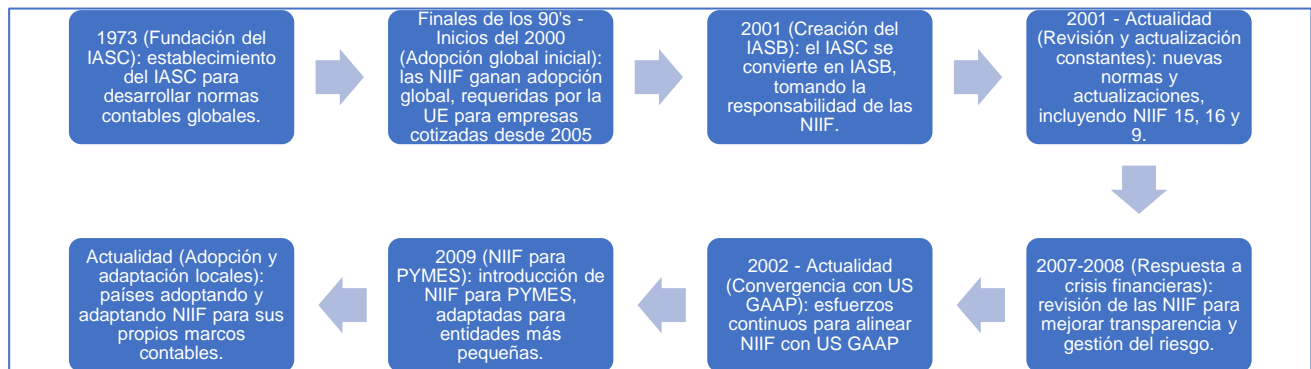 1973 (Fundación del
IASC): establecimiento
del IASC para
desarrollar normas
contables globales.
Finales de los 90's -
Inicios del 2000
(Adopción global inicial):
las NIIF ganan adopción
global, requeridas por la
UE para empresas
cotizadas desde 2005
2001 (Creación del
IASB): el IASC se
convierte en IASB,
tomando la
responsabilidad de las
NIIF.
2001 - Actualidad
(Revisión y actualización
constantes): nuevas
normas y
actualizaciones,
incluyendo NIIF 15, 16 y
9.
2007-2008 (Respuesta a
crisis financieras):
revisión de las NIIF para
mejorar transparencia y
gestión del riesgo.
2002 - Actualidad
(Convergencia con US
GAAP): esfuerzos
continuos para alinear
NIIF con US GAAP
2009 (NIIF para
PYMES): introducción de
NIIF para PYMES,
adaptadas para
entidades más
pequeñas.
Actualidad (Adopción y
adaptación locales):
países adoptando y
adaptando NIIF para sus
propios marcos
contables.